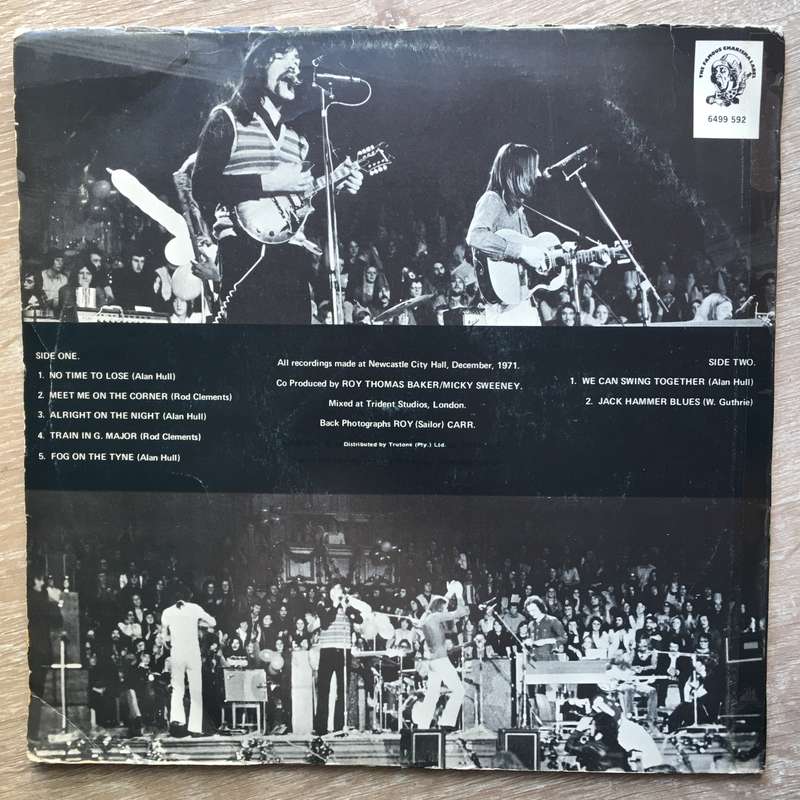 THE FAMOUS CHARISMA LABEL
6499 592
SIDE ONE.
1. NO TIME TO LOSE (Alan Hull)
2. MEET ME ON THE CORNER (Rod Clements)
3. ALRIGHT ON THE NIGHT (Alan Hull)
4. TRAIN IN G. MAJOR (Rod Clements)
5. FOG ON THE TYNE (Alan Hull)
All recordings made at Newcastle City Hall, December, 1971.
Co Produced by ROY THOMAS BAKER/MICKY SWEENEY.
Mixed at Trident Studios, London.
Back Photographs ROY (Sailor) CARR.
Distributed by Trutone (Pty.) Ltd.
SIDE TWO.
1. WE CAN SWING TOGETHER (Alan Hull)
2. JACK HAMMER BLUES (W. Guthrie)